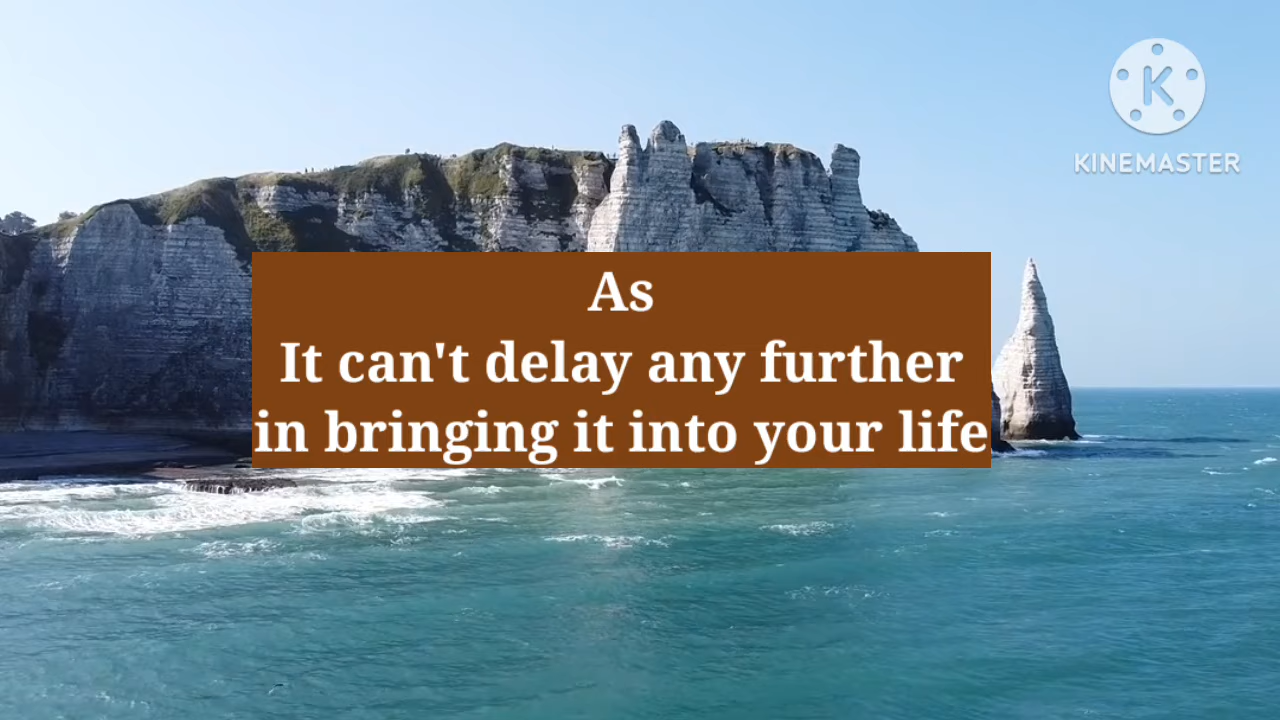 K
KINEMASTER
As
It can't delay any further
in bringing it into your life